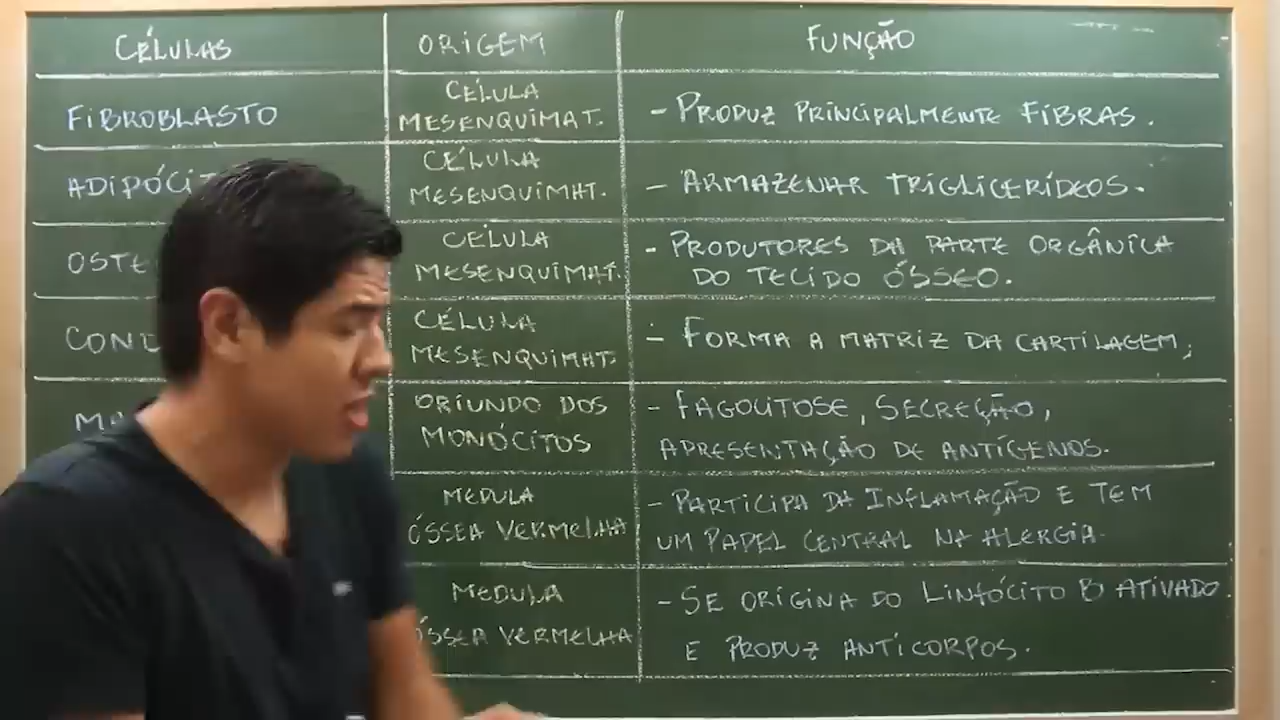 CÉLULAS ORIGEM FUNÇÃO
FIBROBLASTO
CÉLULA
MESENQUIMAT.
- PRODUZ PRINCIPALMENTE FIBRAS.
CÉLULA
MESENQUIMAT.
- ARMAZENAR TRIGLICERÍDEOS.
CÉLULA
MESENQUIMAT.
- PRODUTORES DA PARTE ORGÂNICA
DO TECIDO ÓSSEO.
CÉLULA
MESENQUIMAT.
- FORMA A MATRIZ DA CARTILAGEM;
ORIUNDO DOS
MONÓCITOS
- FAGOCITOSE, SECREÇÃO,
APRESENTAÇÃO DE ANTÍGENOS.
MEDULA
ÓSSEA VERMELHA
- PARTICIPA DA INFLAMAÇÃO E TEM
UM PAPEL CENTRAL NA ALERGIA.
MEDULA
ÓSSEA VERMELHA
- SE ORIGINA DO LINFÓCITO B ATIVADO
E PRODUZ ANTICORPOS.